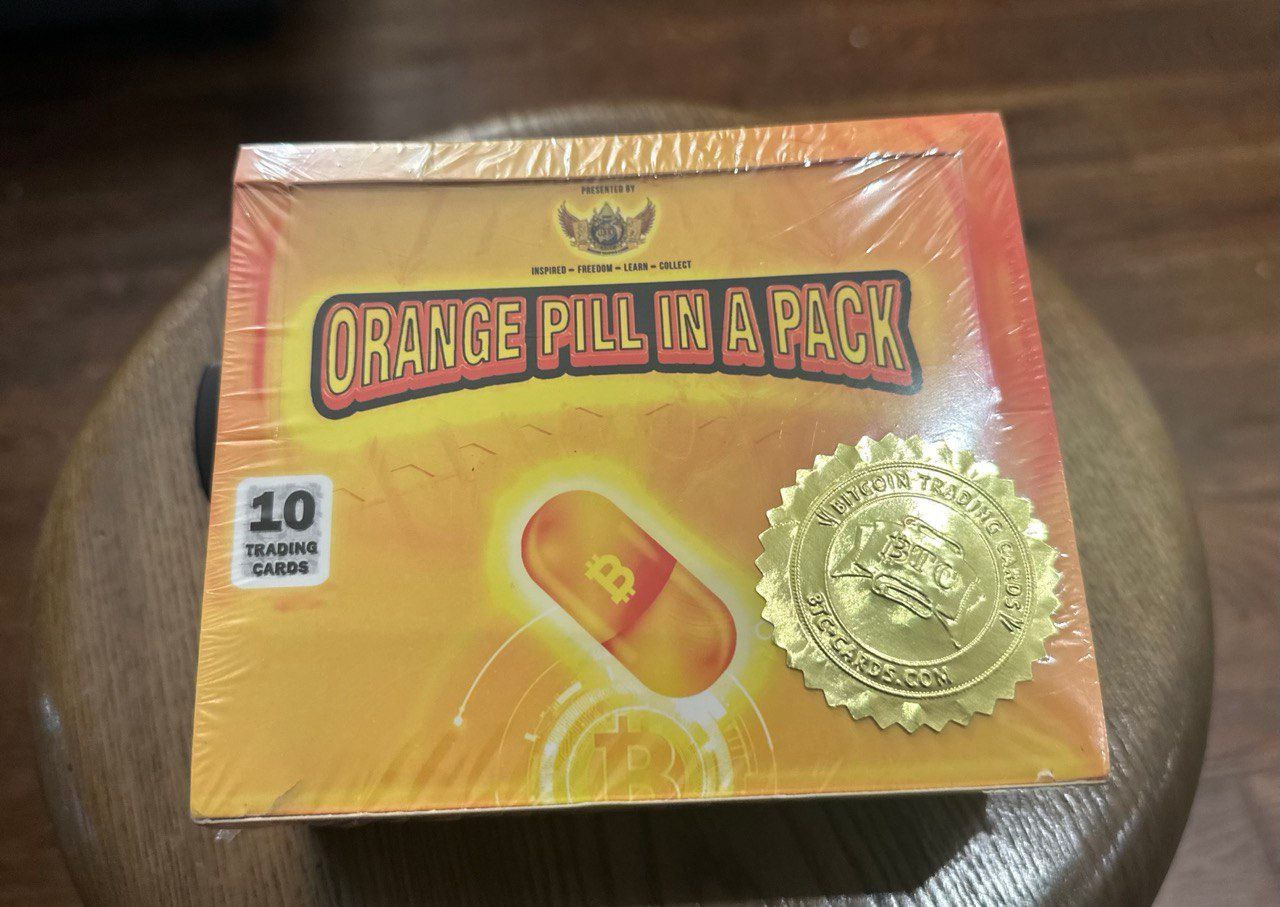 PRESENTED BY
INSPIRED – FREEDOM – LEARN – COLLECT
ORANGE PILL IN A PACK
10
TRADING
CARDS
BITCOIN TRADING CARDS
BTC
BTC-CARDS.COM